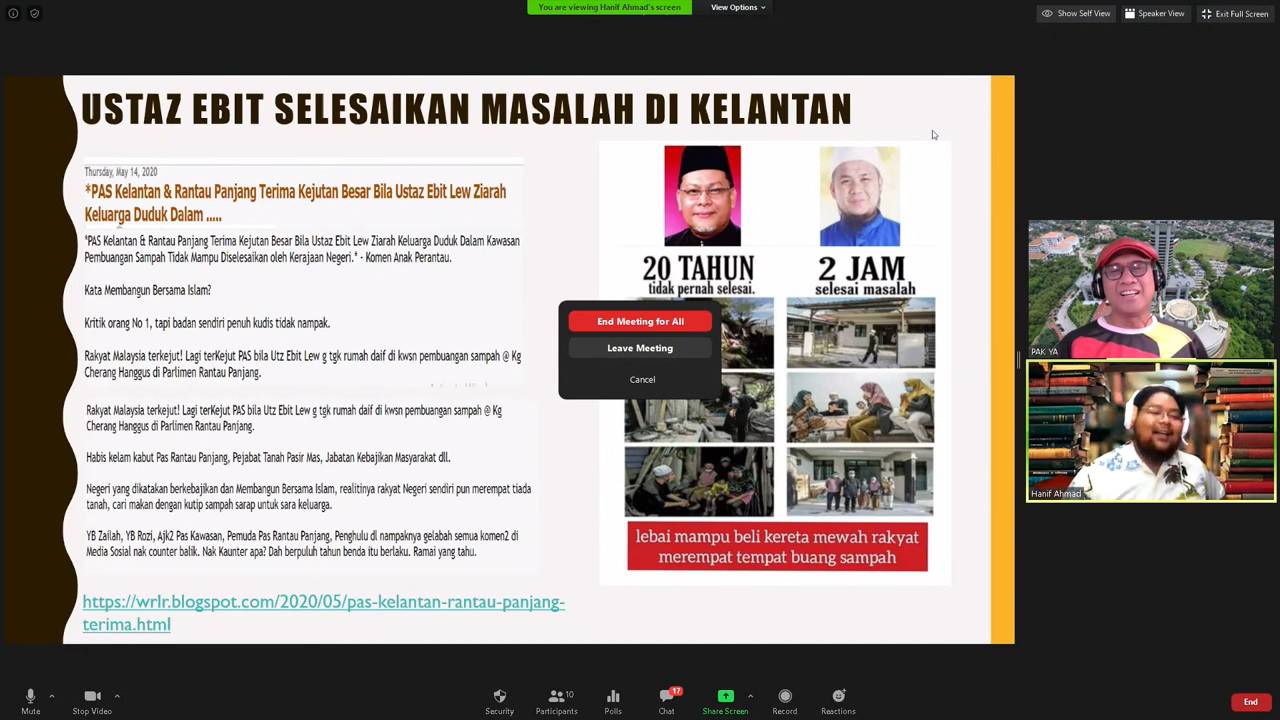 You are viewing Hanif Ahmad's screen
View Options
Show Self View
Speaker View
Exit Full Screen
USTAZ EBIT SELESAIKAN MASALAH DI KELANTAN
Thursday, May 14, 2020
*PAS Kelantan & Rantau Panjang Terima Kejutan Besar Bila Ustaz Ebit Lew Ziarah
Keluarga Duduk Dalam .....
"PAS Kelantan & Rantau Panjang Terima Kejutan Besar Bila Ustaz Ebit Lew Ziarah Keluarga Duduk Dalam Kawasan
Pembuangan Sampah Tidak Mampu Diselesaikan oleh Kerajaan Negeri." - Komen Anak Perantau.
Kata Membangun Bersama Islam?
Kritik orang No 1, tapi badan sendiri penuh kudis tidak nampak.
Rakyat Malaysia terkejut! Lagi terKejut PAS bila Utz Ebit Lew g tgk rumah daif di kwsn pembuangan sampah @ Kg
Cherang Hanggus di Parlimen Rantau Panjang.
Rakyat Malaysia terkejut! Lagi terKejut PAS bila Utz Ebit Lew g tgk rumah daif di kwsn pembuangan sampah @ Kg
Cherang Hanggus di Parlimen Rantau Panjang.
Habis kelam kabut Pas Rantau Panjang, Pejabat Tanah Pasir Mas, Jabatan Kebajikan Masyarakat dll.
Negeri yang dikatakan berkebajikan dan Membangun Bersama Islam, realitinya rakyat Negeri sendiri pun merempat tiada
tanah, cari makan dengan kutip sampah sarap untuk sara keluarga.
YB Zailah, YB Rozi, Ajk2 Pas Kawasan, Pemuda Pas Rantau Panjang, Penghulu dl nampaknya gelabah semua komen2 di
Media Sosial nak counter balik. Nak Kaunter apa? Dah berpuluh tahun benda itu berlaku. Ramai yang tahu.
https://wrlr.blogspot.com/2020/05/pas-kelantan-rantau-panjang-
terima.html
20 TAHUN
tidak pernah selesai.
2 JAM
selesai masalah
lebai mampu beli kereta mewah rakyat
merempat tempat buang sampah
End Meeting for All
Leave Meeting
Cancel
PAK YA
Hanif Ahmad
Mute
Stop Video
Security
10
Participants
Polls
17
Chat
Share Screen
Record
Reactions
End